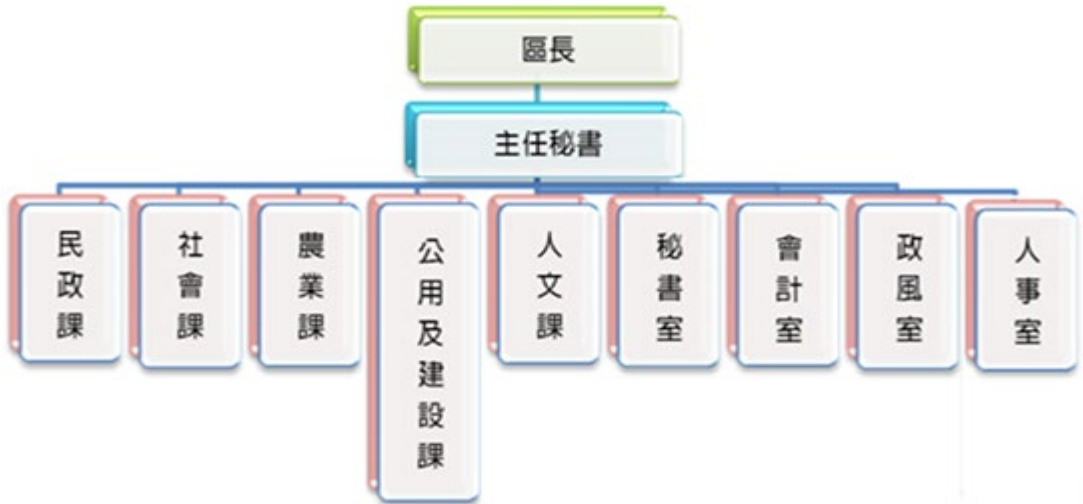 區長
主任秘書
民政課
社會課
農業課
公用及建設課
人文課
秘書室
會計室
政風室
人事室